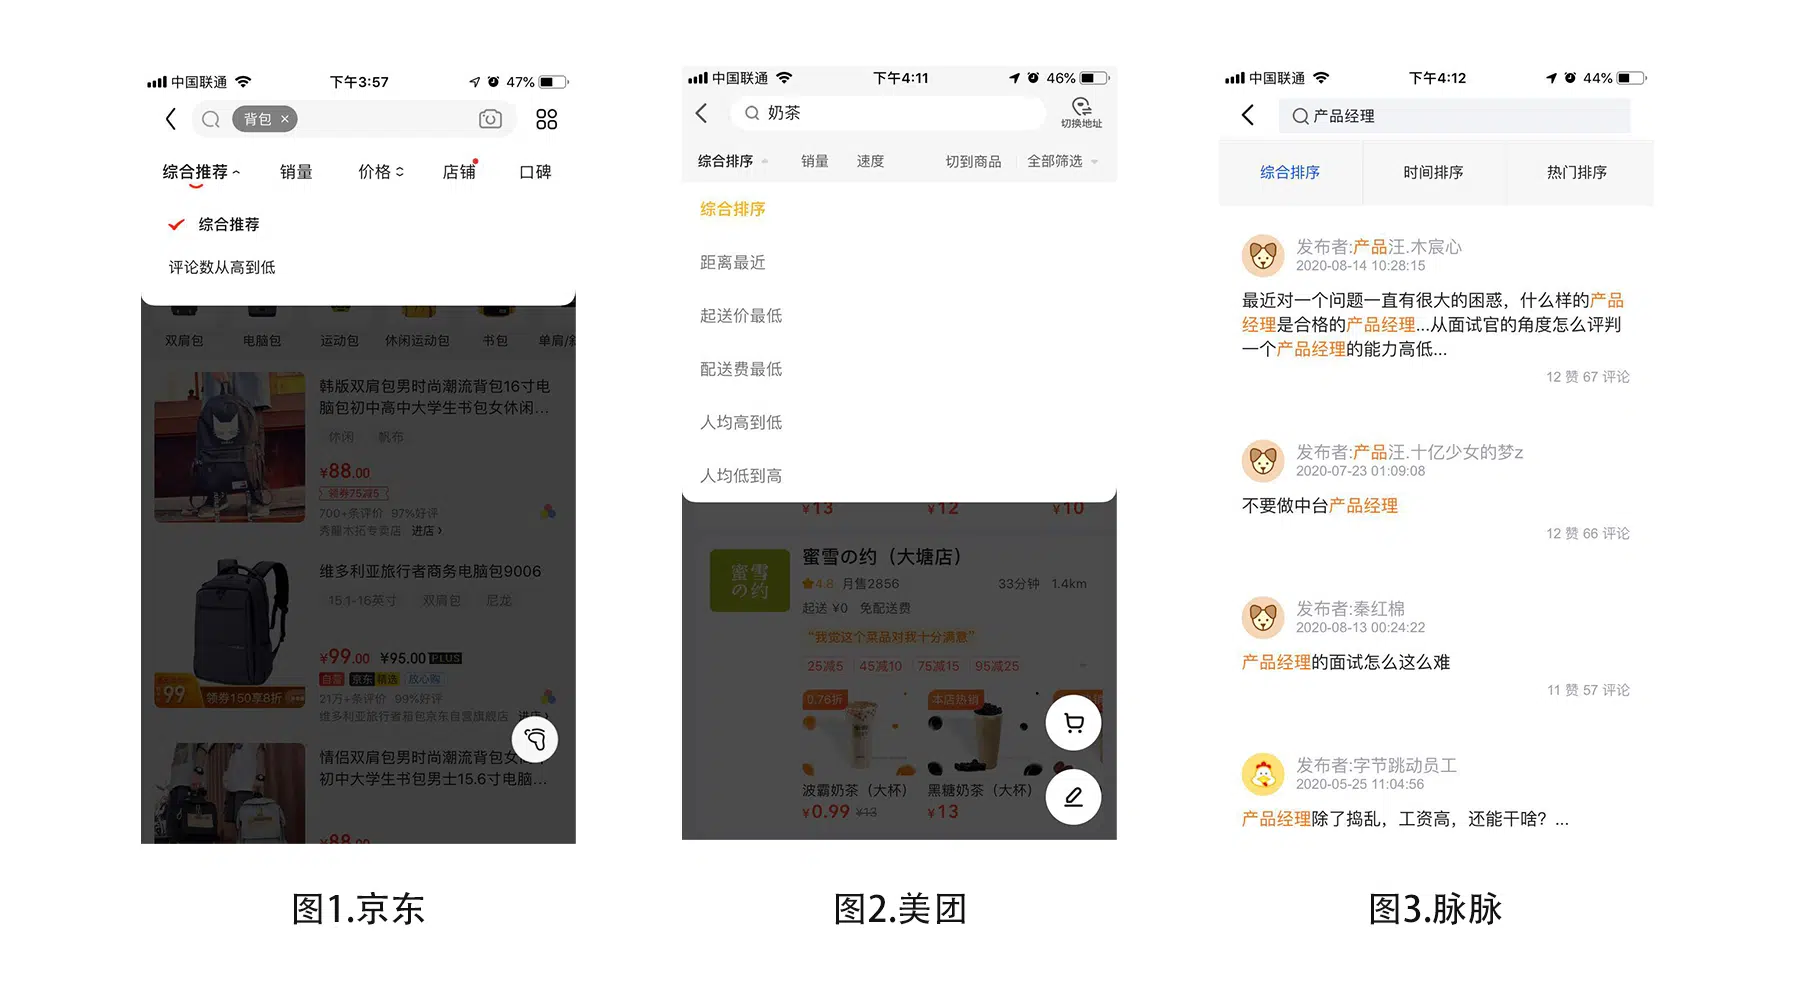 中国联通
下午3:57
47%
背包 ×
综合推荐
销量
价格
店铺
口碑
综合推荐
评论数从高到低
双肩包
电脑包
运动包
休闲运动包
书包
单肩/斜
韩版双肩包男时尚潮流背包16寸电
脑包初中高中大学生书包女休闲...
休闲
帆布
¥88.00
领券75减5
700+条评价 97%好评
秀龍木拓专卖店 进店
维多利亚旅行者商务电脑包9006
15.1-16英寸
双肩包
尼龙
¥99.00 ¥95.00 PLUS
自营 京东精选 放心购
¥99 领券150享8折
21万+条评价 99%好评
维多利亚旅行者箱包京东自营旗舰店 进店
情侣双肩包男时尚潮流背包女
初中大学生书包男士15.6寸电脑...
¥88.00
图1.京东
中国联通
下午4:11
46%
奶茶
切换地址
综合排序
销量
速度
切到商品
全部筛选
综合排序
距离最近
起送价最低
配送费最低
人均高到低
人均低到高
¥13
¥12
¥10
蜜雪
の约
蜜雪の约（大塘店）
4.8 月售2856
33分钟 1.4km
起送 ¥0 免配送费
“我觉这个菜品对我十分满意”
25减5
45减10
75减15
95减25
0.76折
本店热销
波霸奶茶（大杯）
黑糖奶茶（大杯）
¥0.99 ¥13
¥13
图2.美团
中国联通
下午4:12
44%
产品经理
综合排序
时间排序
热门排序
发布者:产品汪.木宸心
2020-08-14 10:28:15
最近对一个问题一直有很大的困惑，什么样的产品
经理是合格的产品经理...从面试官的角度怎么评判
一个产品经理的能力高低...
12 赞 67 评论
发布者:产品汪.十亿少女的梦z
2020-07-23 01:09:08
不要做中台产品经理
12 赞 66 评论
发布者:秦红棉
2020-08-13 00:24:22
产品经理的面试怎么这么难
11 赞 57 评论
发布者:字节跳动员工
2020-05-25 11:04:56
产品经理除了捣乱，工资高，还能干啥？...
图3.脉脉